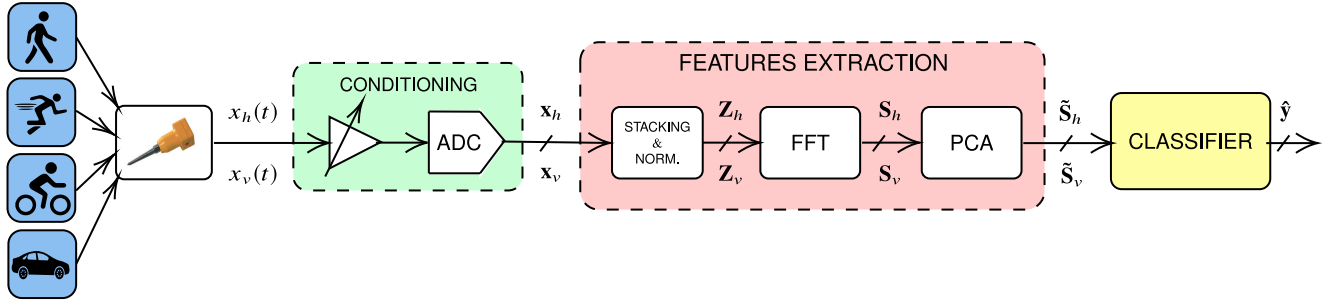 x_h(t)
x_v(t)
CONDITIONING
ADC
𝐱_h
𝐱_v
FEATURES EXTRACTION
STACKING
&
NORM.
𝐙_h
𝐙_v
FFT
𝐒_h
𝐒_v
PCA
𝐒̃_h
𝐒̃_v
CLASSIFIER
𝐲̂